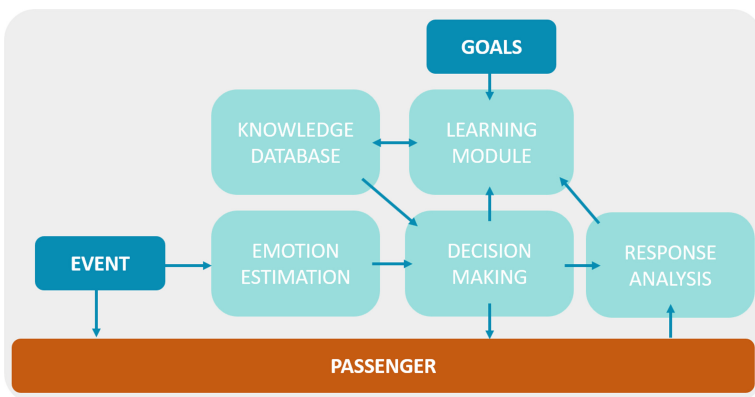 GOALS
KNOWLEDGE
DATABASE
LEARNING
MODULE
EVENT
EMOTION
ESTIMATION
DECISION
MAKING
RESPONSE
ANALYSIS
PASSENGER